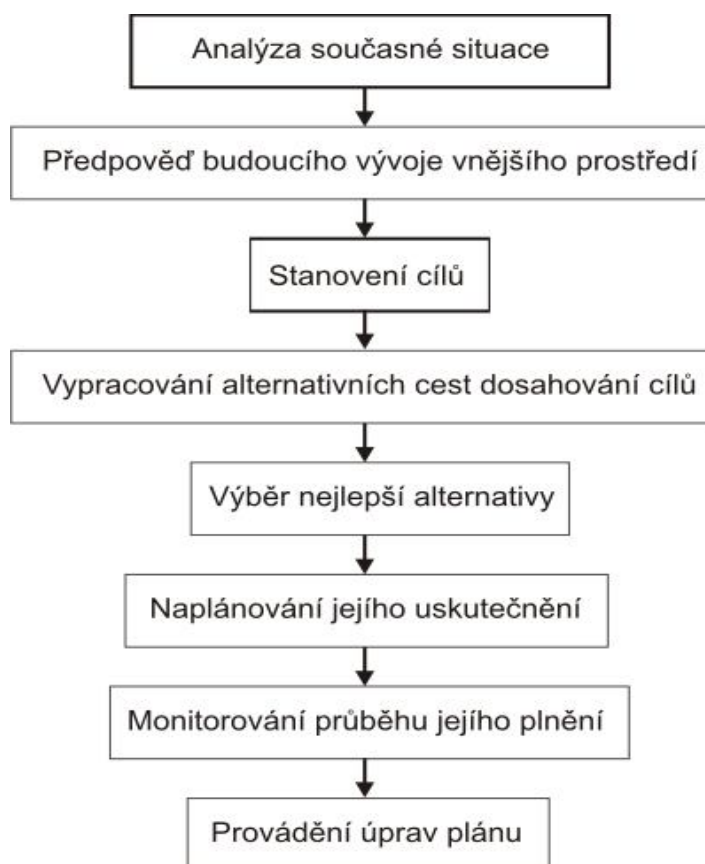 Analýza současné situace
Předpověď budoucího vývoje vnějšího prostředí
Stanovení cílů
Vypracování alternativních cest dosahování cílů
Výběr nejlepší alternativy
Naplánování jejího uskutečnění
Monitorování průběhu jejího plnění
Provádění úprav plánu